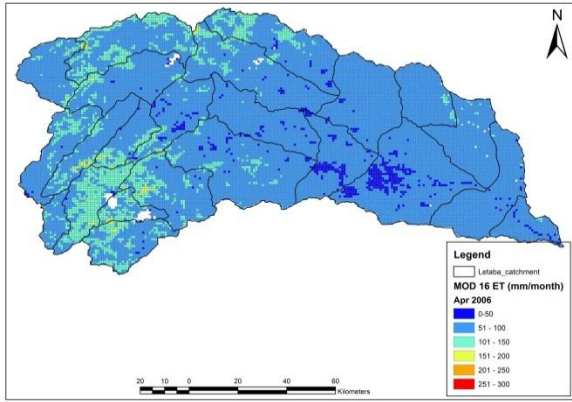 N
Legend
Letaba_catchment
MOD 16 ET (mm/month)
Apr 2006
0-50
51 - 100
101 - 150
151 - 200
201 - 250
251 - 300
20 10 0 20 40 60
Kilometers